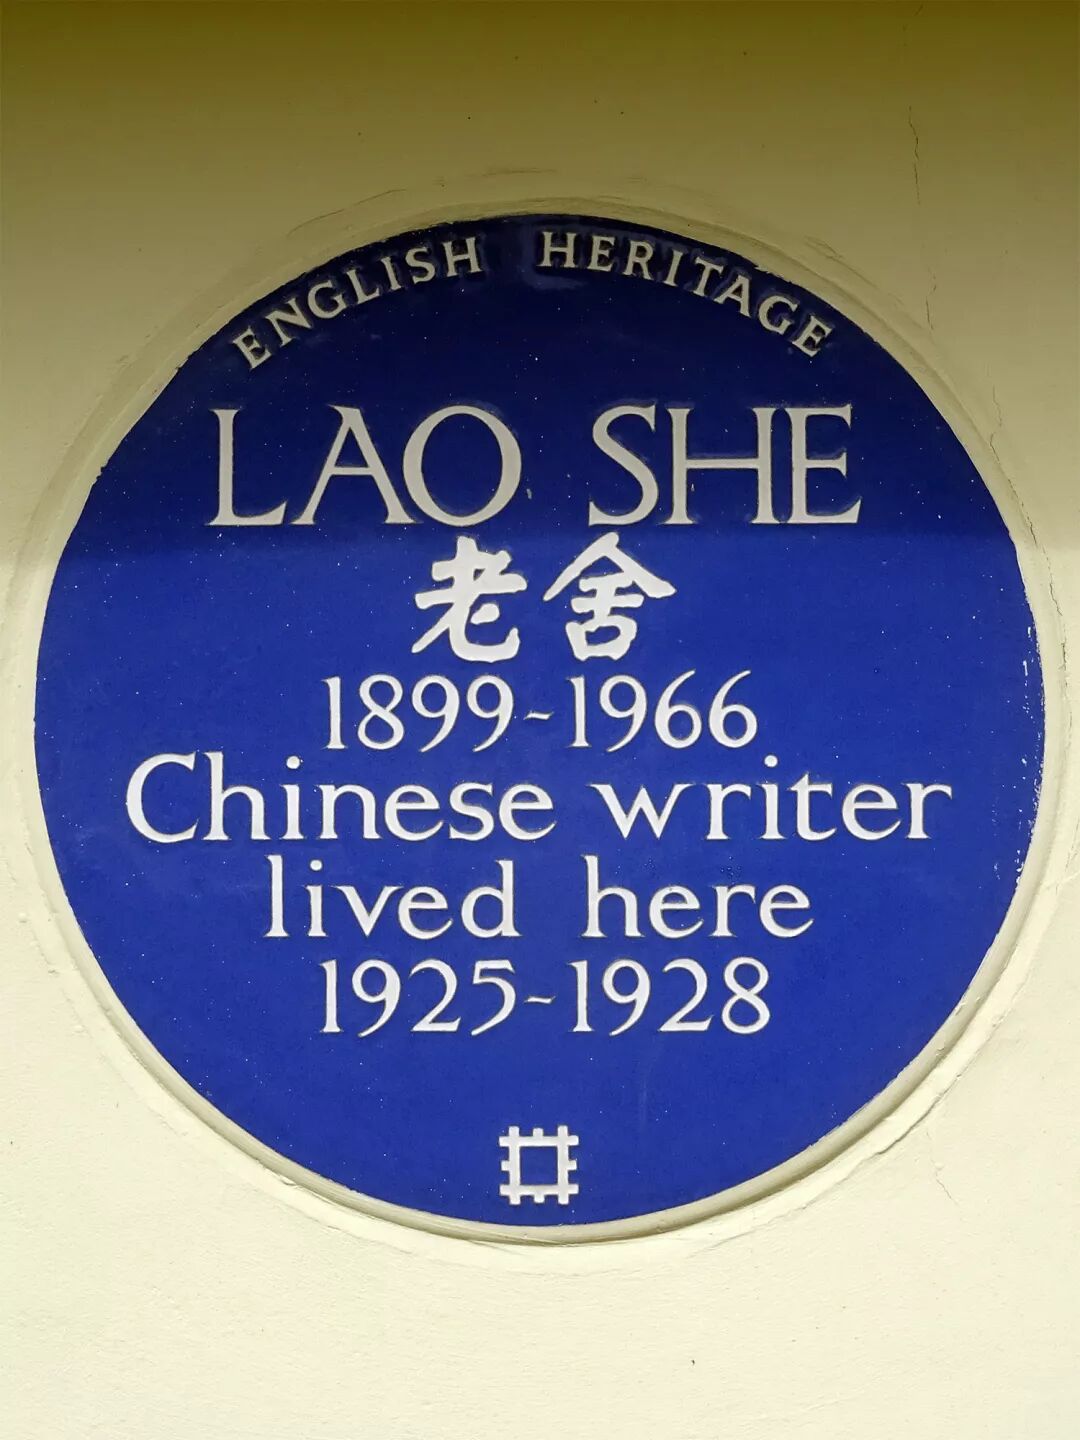 ENGLISH HERITAGE
LAO SHE
老舍
1899-1966
Chinese writer
lived here
1925-1928